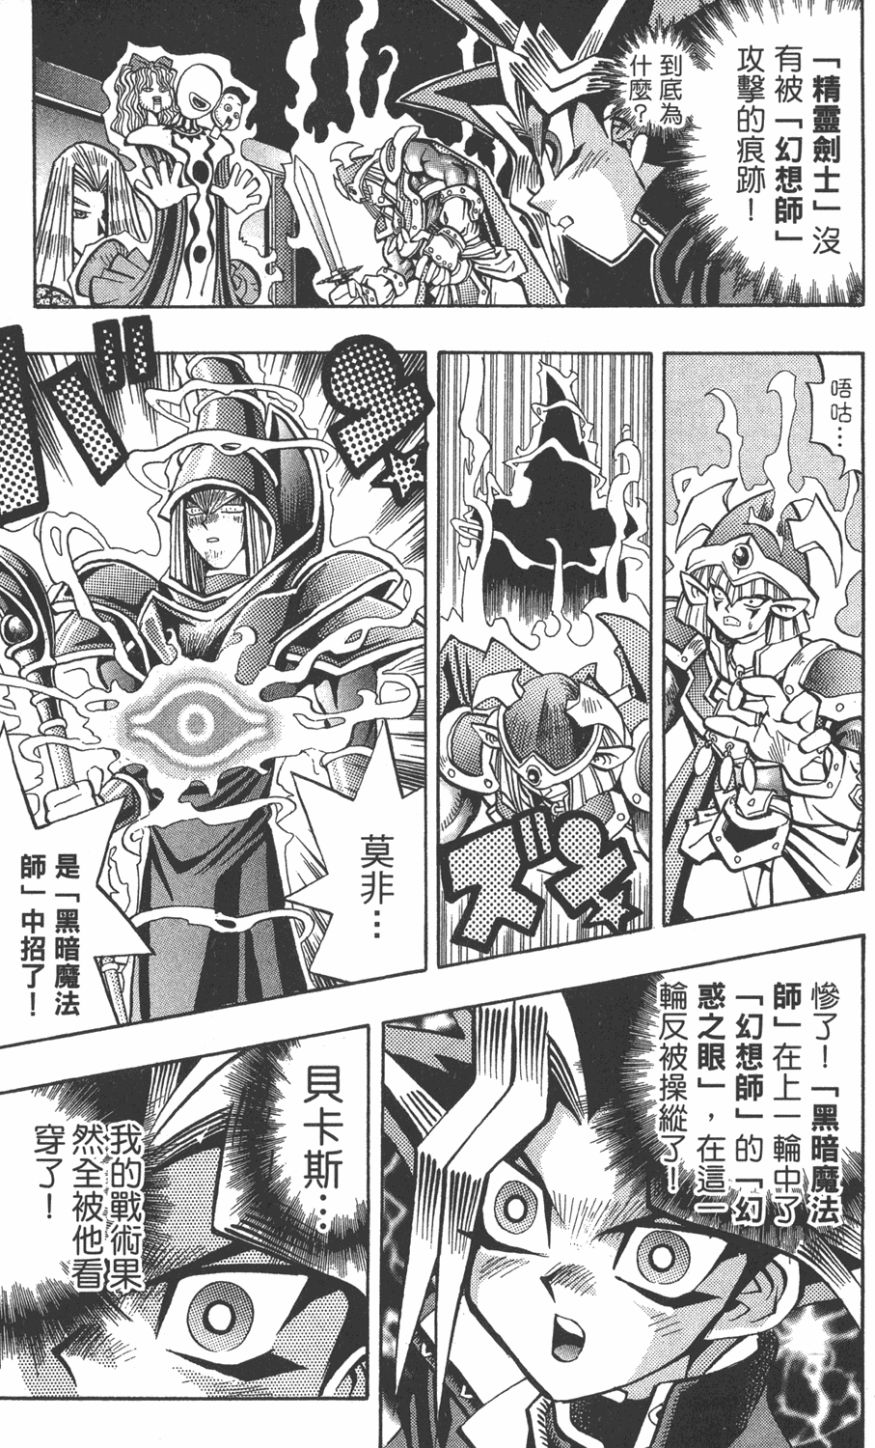 「精靈劍士」沒
有被「幻想師」
攻擊的痕跡！
到底為
什麼？
唔咕…
ズン
バン
莫非…
是「黑暗魔法
師」中招了！
慘了！「黑暗魔法
師」在上一輪中了
「幻想師」的「幻
惑之眼」，在這一
輪反被操縱了！
貝卡斯…
我的戰術果
然全被他看
穿了！